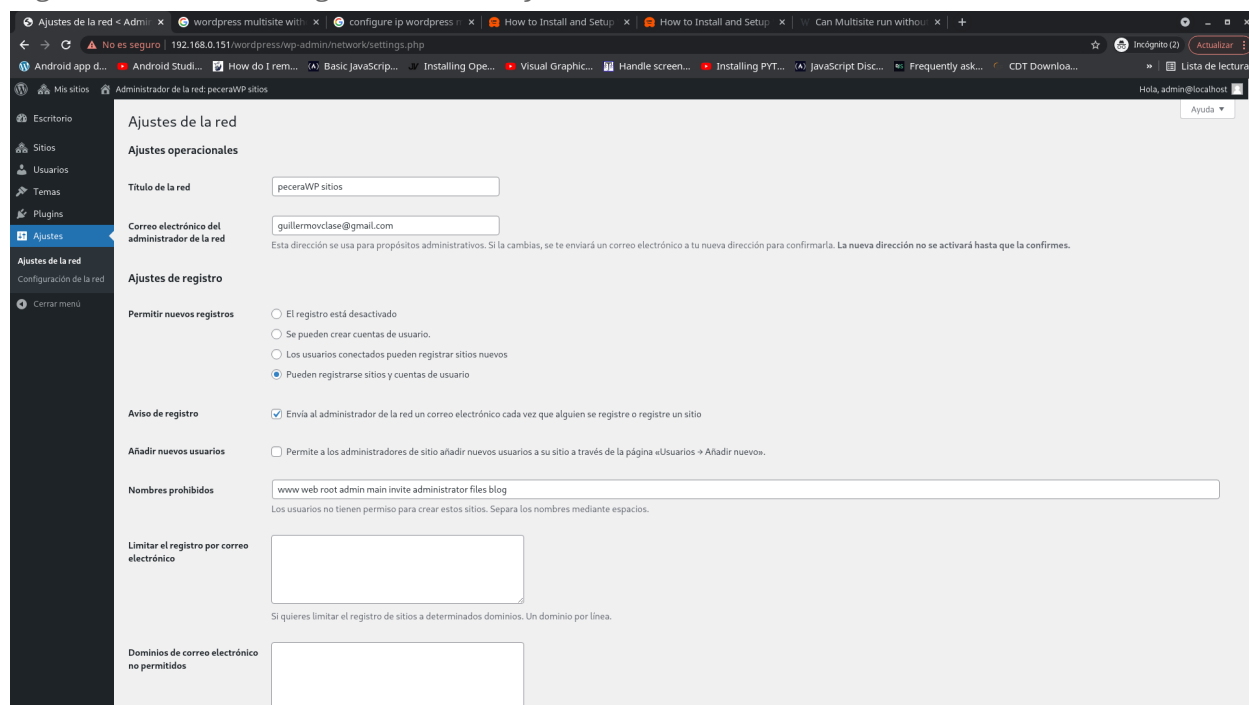 Ajustes de la red < Admin
wordpress multisite with
configure ip wordpress n
How to Install and Setup
How to Install and Setup
Can Multisite run without
No es seguro | 192.168.0.151/wordpress/wp-admin/network/settings.php
Incógnito (2)
Actualizar
Android app d...
Android Studi...
How do I rem...
Basic JavaScrip...
Installing Ope...
Visual Graphic...
Handle screen...
Installing PYT...
JavaScript Disc...
Frequently ask...
CDT Downloa...
»
Lista de lectura
Mis sitios
Administrador de la red: peceraWP sitios
Hola, admin@localhost
Escritorio
Sitios
Usuarios
Temas
Plugins
Ajustes
Ajustes de la red
Configuración de la red
Cerrar menú
Ayuda
Ajustes de la red
Ajustes operacionales
Título de la red
peceraWP sitios
Correo electrónico del
administrador de la red
guillermovclase@gmail.com
Esta dirección se usa para propósitos administrativos. Si la cambias, se te enviará un correo electrónico a tu nueva dirección para confirmarla. La nueva dirección no se activará hasta que la confirmes.
Ajustes de registro
Permitir nuevos registros
El registro está desactivado
Se pueden crear cuentas de usuario.
Los usuarios conectados pueden registrar sitios nuevos
Pueden registrarse sitios y cuentas de usuario
Aviso de registro
Envía al administrador de la red un correo electrónico cada vez que alguien se registre o registre un sitio
Añadir nuevos usuarios
Permite a los administradores de sitio añadir nuevos usuarios a su sitio a través de la página «Usuarios → Añadir nuevo».
Nombres prohibidos
www web root admin main invite administrator files blog
Los usuarios no tienen permiso para crear estos sitios. Separa los nombres mediante espacios.
Limitar el registro por correo
electrónico
Si quieres limitar el registro de sitios a determinados dominios. Un dominio por línea.
Dominios de correo electrónico
no permitidos